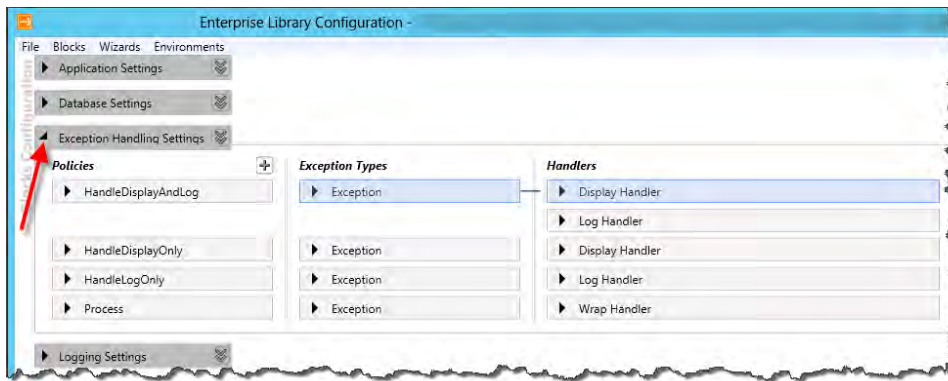 Enterprise Library Configuration -
File Blocks Wizards Environments
Application Settings
Database Settings
Exception Handling Settings
Blocks Configuration
Policies Exception Types Handlers
HandleDisplayAndLog Exception Display Handler
Log Handler
HandleDisplayOnly Exception Display Handler
HandleLogOnly Exception Log Handler
Process Exception Wrap Handler
Logging Settings